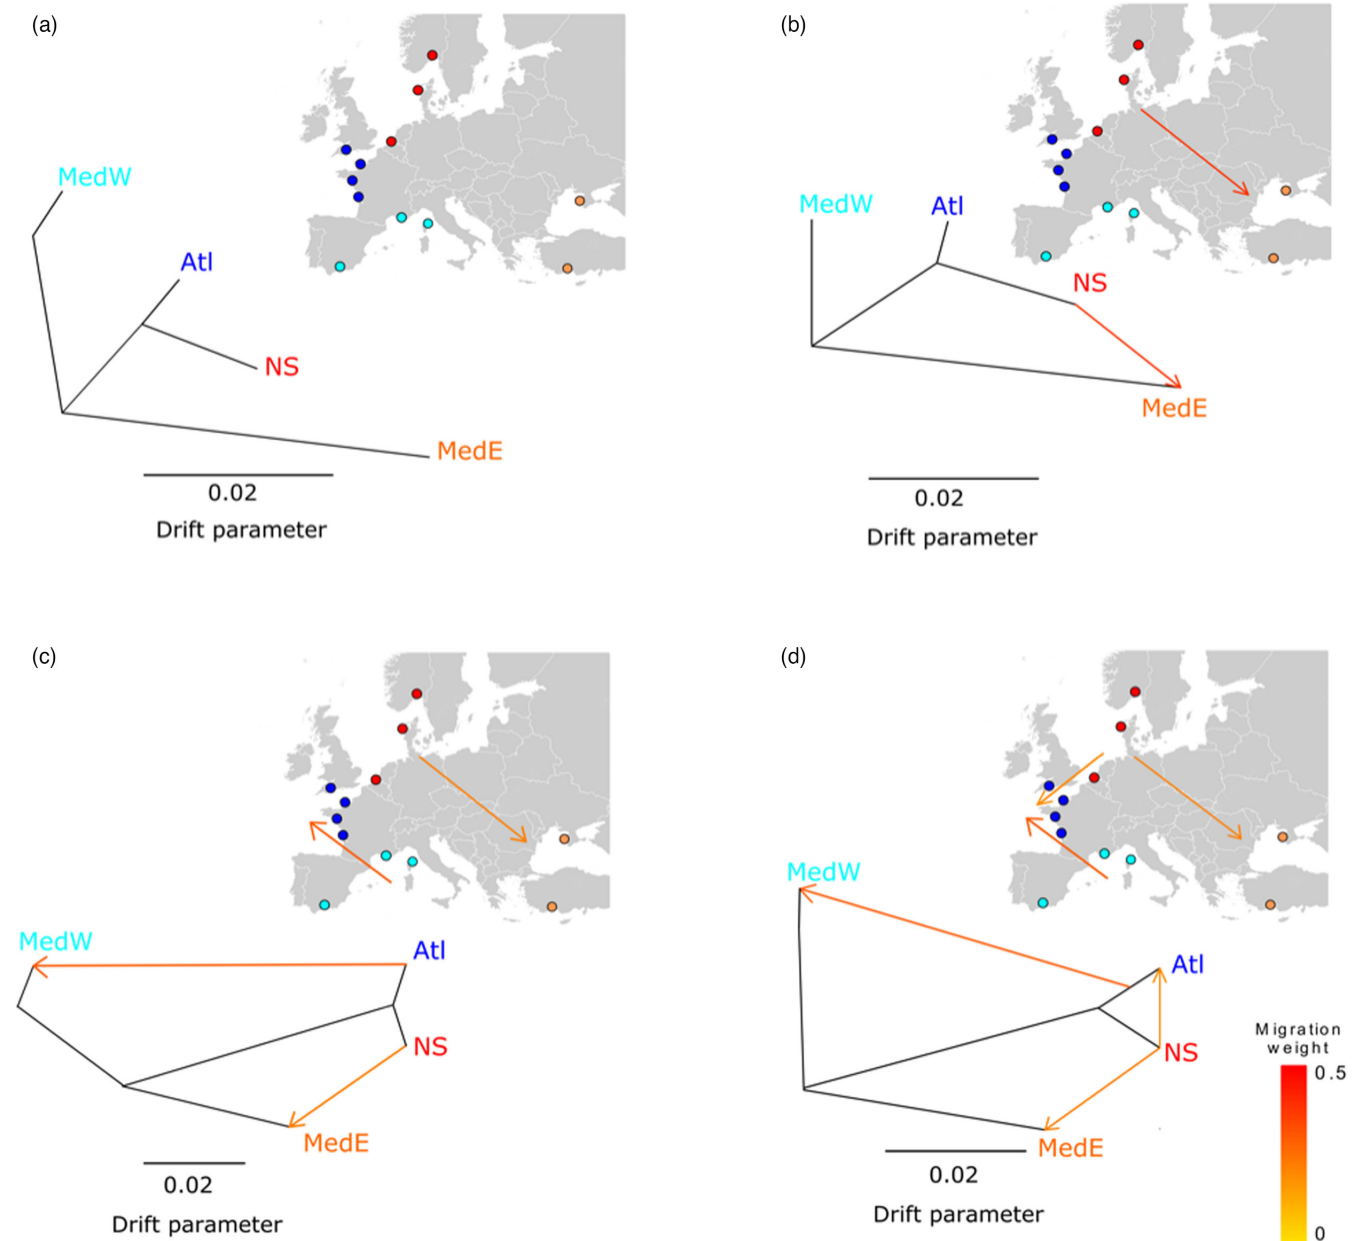 (a)
MedW
Atl
NS
MedE
0.02
Drift parameter
(b)
MedW
Atl
NS
MedE
0.02
Drift parameter
(c)
MedW
Atl
NS
MedE
0.02
Drift parameter
(d)
MedW
Atl
NS
MedE
0.02
Drift parameter
Migration
weight
0.5
0